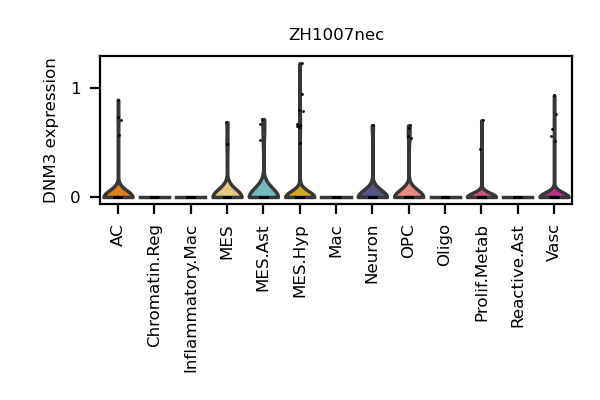 ZH1007nec
DNM3 expression
1
0
AC
Chromatin.Reg
Inflammatory.Mac
MES
MES.Ast
MES.Hyp
Mac
Neuron
OPC
Oligo
Prolif.Metab
Reactive.Ast
Vasc